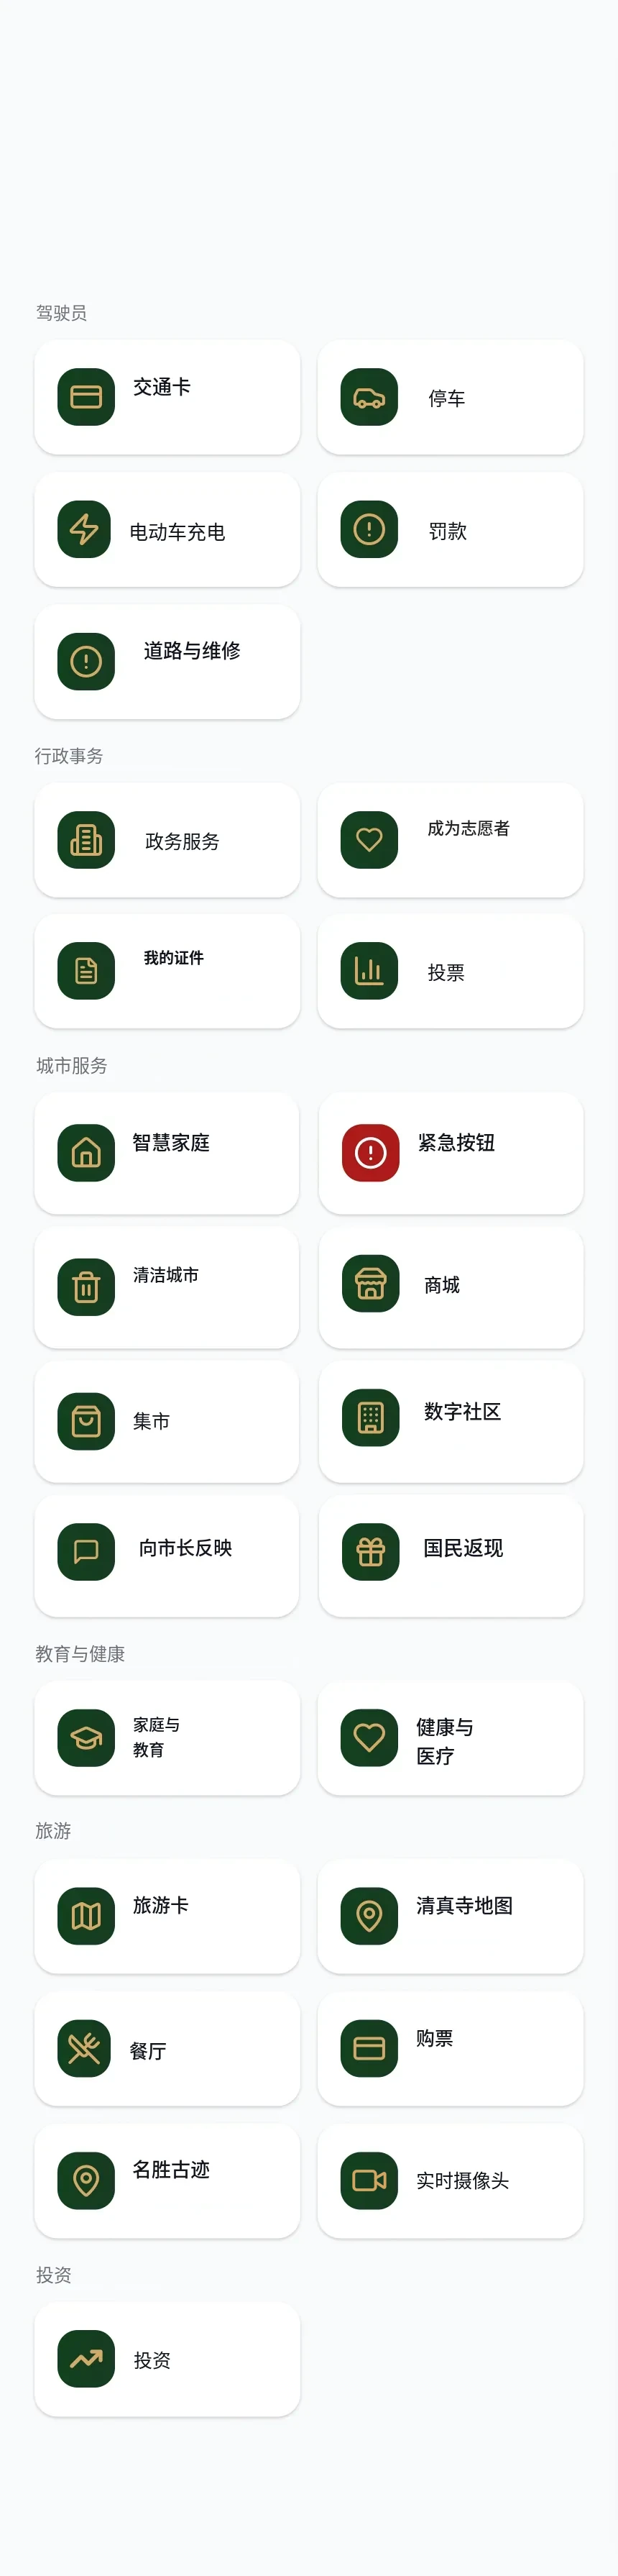 驾驶员
交通卡
停车
电动车充电
罚款
道路与维修
行政事务
政务服务
成为志愿者
我的证件
投票
城市服务
智慧家庭
紧急按钮
清洁城市
商城
集市
数字社区
向市长反映
国民返现
教育与健康
家庭与
教育
健康与
医疗
旅游
旅游卡
清真寺地图
餐厅
购票
名胜古迹
实时摄像头
投资
投资